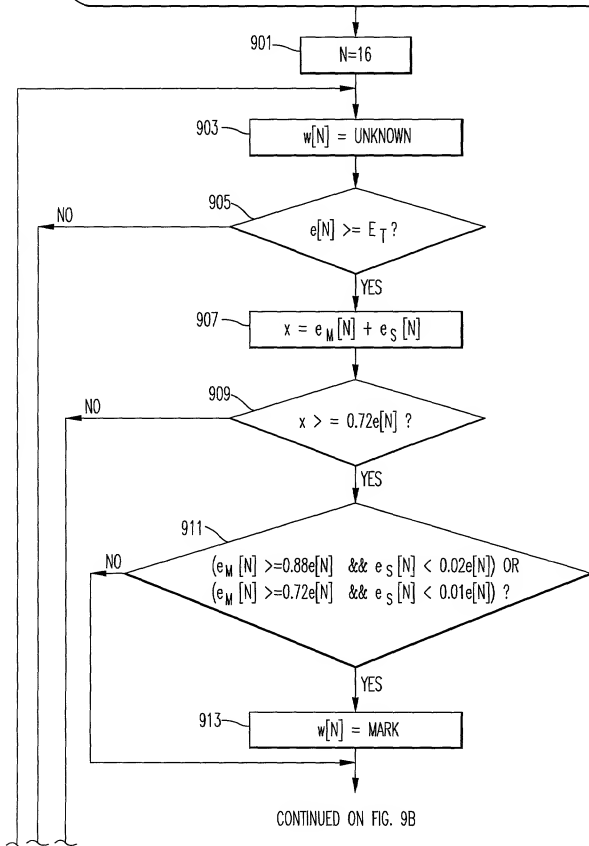 901
N=16
903
w[N] = UNKNOWN
905
NO
e[N] >= E_T?
YES
907
x = e_M[N] + e_S[N]
909
NO
x > = 0.72e[N] ?
YES
911
NO
(e_M[N] >=0.88e[N] && e_S[N] < 0.02e[N]) OR
(e_M[N] >=0.72e[N] && e_S[N] < 0.01e[N]) ?
YES
913
w[N] = MARK
CONTINUED ON FIG. 9B